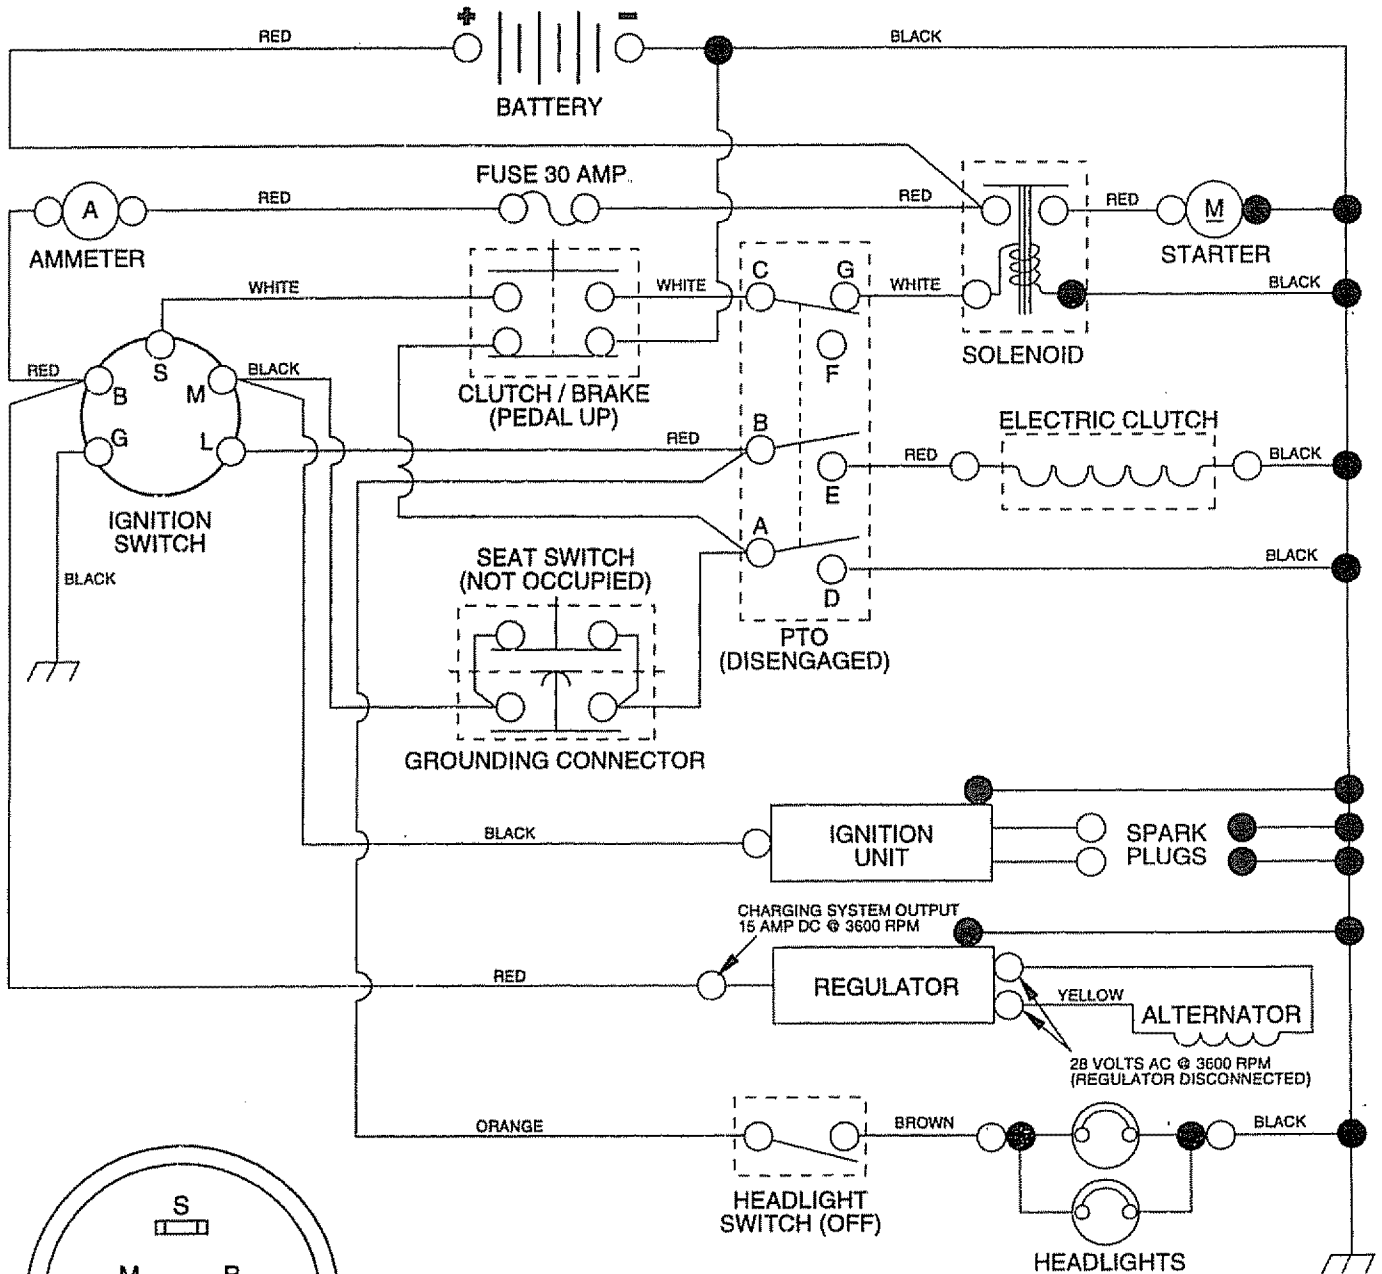 + −
RED
BLACK
BATTERY
FUSE 30 AMP.
A
RED
RED
RED
M
AMMETER
STARTER
WHITE
WHITE
C
G
WHITE
BLACK
F
SOLENOID
RED
B
S
M
BLACK
CLUTCH / BRAKE
(PEDAL UP)
G
L
RED
B
E
RED
ELECTRIC CLUTCH
BLACK
IGNITION
SWITCH
BLACK
SEAT SWITCH
(NOT OCCUPIED)
A
D
BLACK
PTO
(DISENGAGED)
GROUNDING CONNECTOR
BLACK
IGNITION
UNIT
SPARK
PLUGS
CHARGING SYSTEM OUTPUT
15 AMP DC @ 3600 RPM
RED
REGULATOR
YELLOW
ALTERNATOR
28 VOLTS AC @ 3600 RPM
(REGULATOR DISCONNECTED)
ORANGE
BROWN
BLACK
HEADLIGHT
SWITCH (OFF)
HEADLIGHTS
S